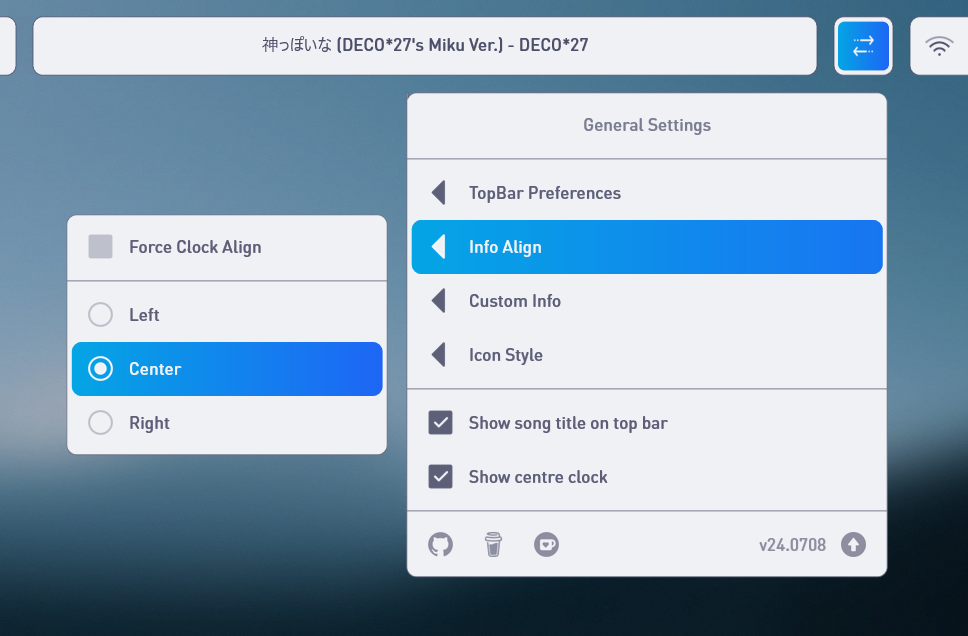 神っぽいな (DECO*27's Miku Ver.) - DECO*27
General Settings
TopBar Preferences
Info Align
Custom Info
Icon Style
Show song title on top bar
Show centre clock
v24.0708
Force Clock Align
Left
Center
Right